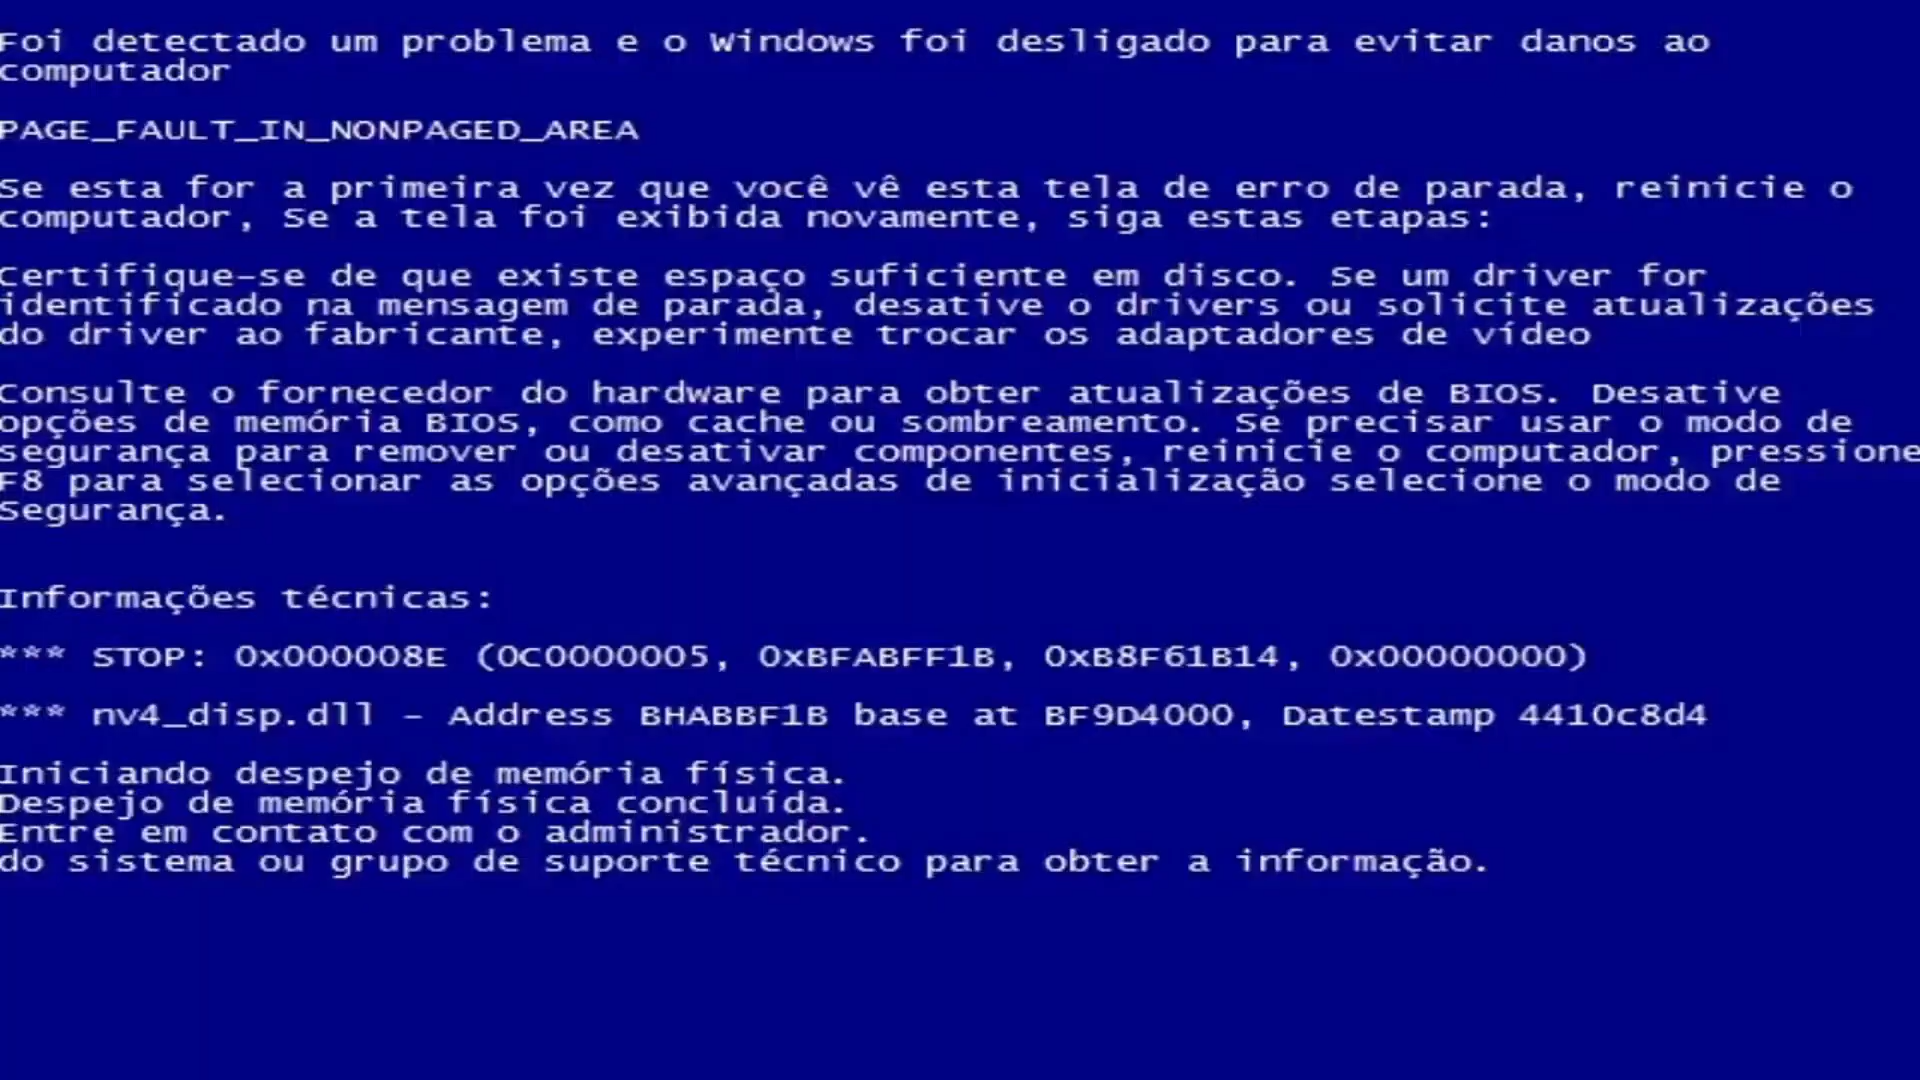 Foi detectado um problema e o Windows foi desligado para evitar danos ao
computador
PAGE_FAULT_IN_NONPAGED_AREA
Se esta for a primeira vez que você vê esta tela de erro de parada, reinicie o
computador, Se a tela foi exibida novamente, siga estas etapas:
Certifique-se de que existe espaço suficiente em disco. Se um driver for
identificado na mensagem de parada, desative o drivers ou solicite atualizações
do driver ao fabricante, experimente trocar os adaptadores de vídeo
Consulte o fornecedor do hardware para obter atualizações de BIOS. Desative
opções de memória BIOS, como cache ou sombreamento. Se precisar usar o modo de
segurança para remover ou desativar componentes, reinicie o computador, pressione
F8 para selecionar as opções avançadas de inicialização selecione o modo de
Segurança.
Informações técnicas:
*** STOP: 0x000008E (0C0000005, 0xBFABFF1B, 0xB8F61B14, 0x00000000)
*** nv4_disp.dll – Address BHABBF1B base at BF9D4000, Datestamp 4410c8d4
Iniciando despejo de memória física.
Despejo de memória física concluída.
Entre em contato com o administrador.
do sistema ou grupo de suporte técnico para obter a informação.